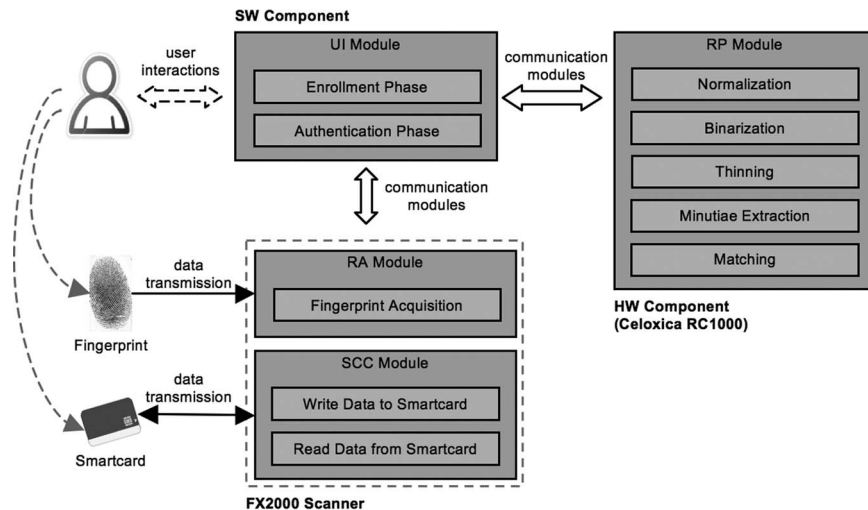 SW Component
UI Module
Enrollment Phase
Authentication Phase
user
interactions
communication
modules
RP Module
Normalization
Binarization
Thinning
Minutiae Extraction
Matching
HW Component
(Celoxica RC1000)
communication
modules
RA Module
Fingerprint Acquisition
data
transmission
Fingerprint
SCC Module
Write Data to Smartcard
Read Data from Smartcard
data
transmission
Smartcard
FX2000 Scanner